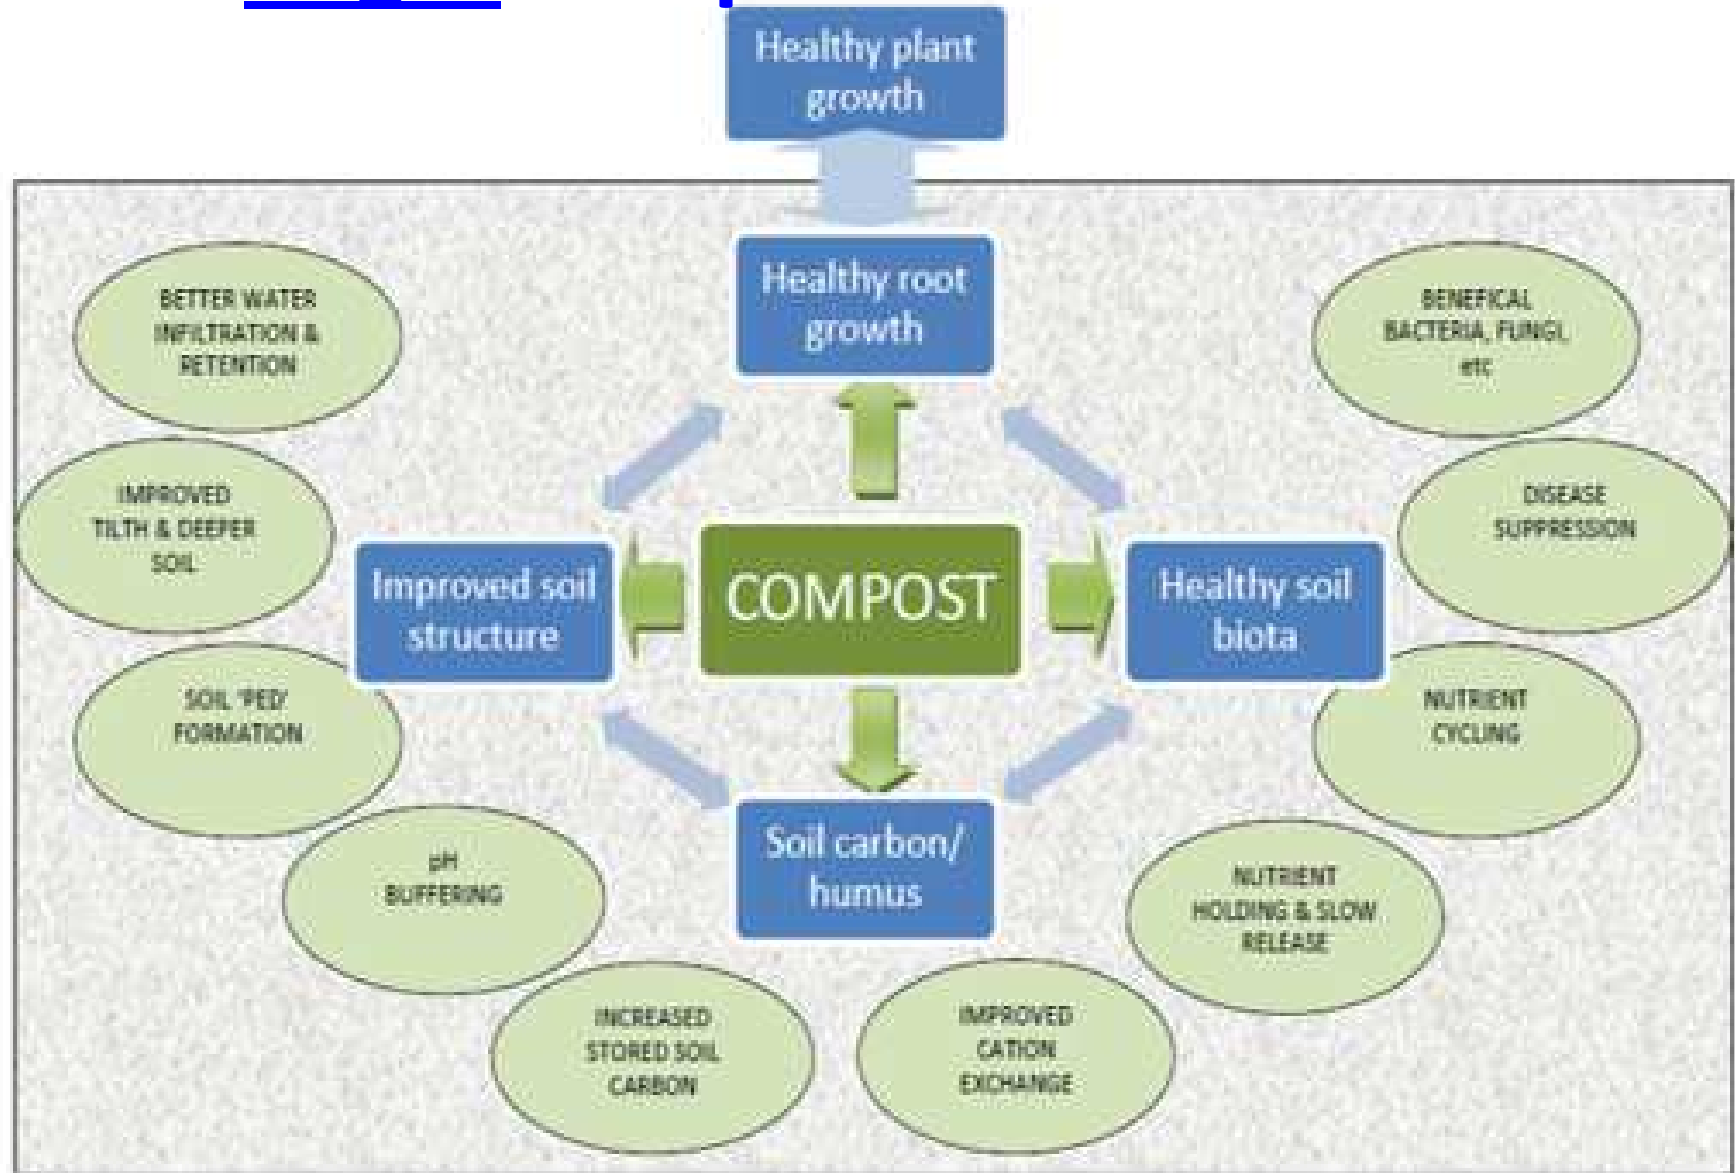 Healthy plant
growth
Healthy root
growth
BETTER WATER
INFILTRATION &
RETENTION
BENEFICAL
BACTERIA, FUNGI,
etc
IMPROVED
TILTH & DEEPER
SOIL
DISEASE
SUPPRESSION
Improved soil
structure
COMPOST
Healthy soil
biota
SOIL 'PED'
FORMATION
NUTRIENT
CYCLING
Soil carbon/
humus
pH
BUFFERING
NUTRIENT
HOLDING & SLOW
RELEASE
INCREASED
STORED SOIL
CARBON
IMPROVED
CATION
EXCHANGE